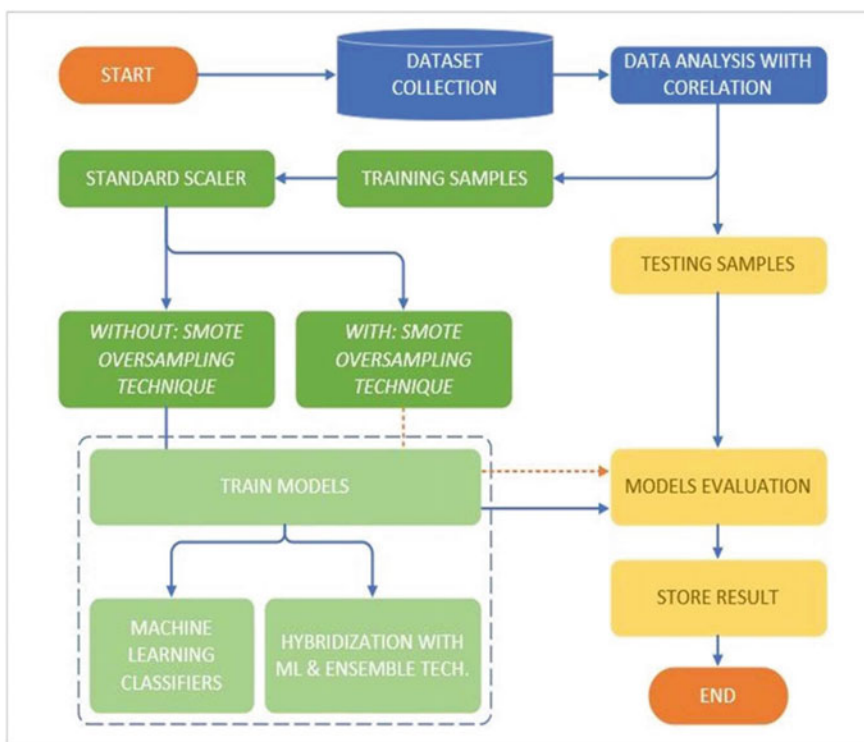 START
DATASET
COLLECTION
DATA ANALYSIS WIITH
CORELATION
STANDARD SCALER
TRAINING SAMPLES
TESTING SAMPLES
WITHOUT: SMOTE
OVERSAMPLING
TECHNIQUE
WITH: SMOTE
OVERSAMPLING
TECHNIQUE
TRAIN MODELS
MODELS EVALUATION
MACHINE
LEARNING
CLASSIFIERS
HYBRIDIZATION WITH
ML & ENSEMBLE TECH.
STORE RESULT
END